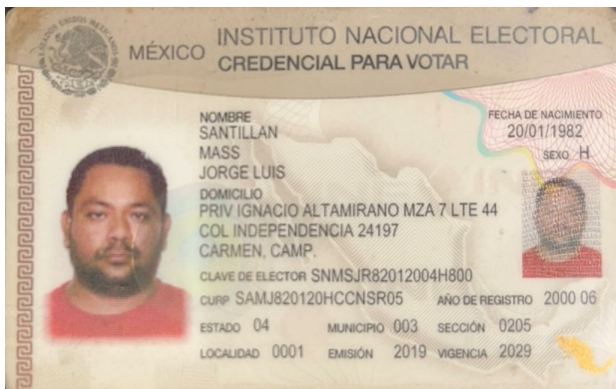 MÉXICO INSTITUTO NACIONAL ELECTORAL
CREDENCIAL PARA VOTAR
NOMBRE
SANTILLAN
MASS
JORGE LUIS
FECHA DE NACIMIENTO
20/01/1982
SEXO H
DOMICILIO
PRIV IGNACIO ALTAMIRANO MZA 7 LTE 44
COL INDEPENDENCIA 24197
CARMEN, CAMP.
CLAVE DE ELECTOR SNMSJR82012004H800
CURP SAMJ820120HCCNSR05 AÑO DE REGISTRO 2000 06
ESTADO 04 MUNICIPIO 003 SECCIÓN 0205
LOCALIDAD 0001 EMISIÓN 2019 VIGENCIA 2029